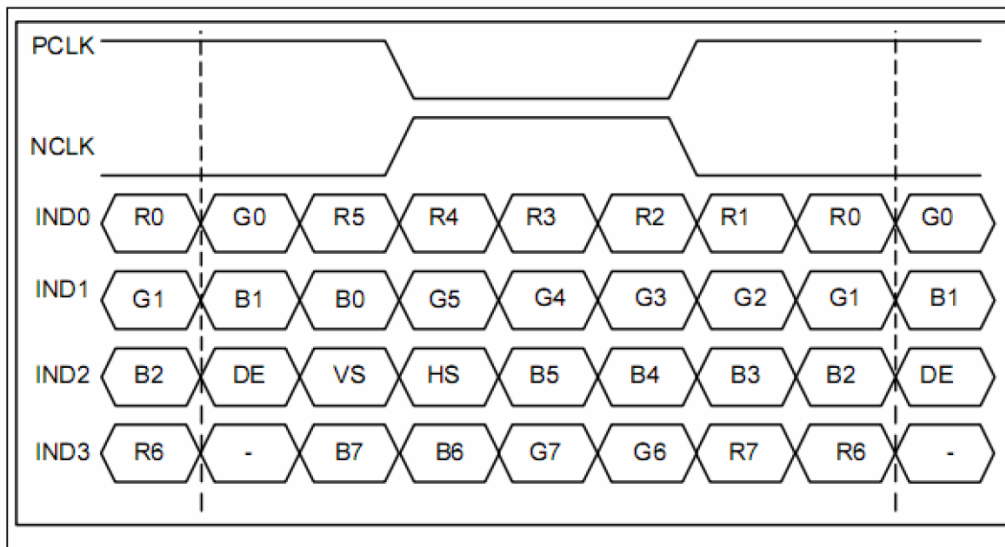 PCLK
NCLK
IND0 R0 G0 R5 R4 R3 R2 R1 R0 G0
IND1 G1 B1 B0 G5 G4 G3 G2 G1 B1
IND2 B2 DE VS HS B5 B4 B3 B2 DE
IND3 R6 - B7 B6 G7 G6 R7 R6 -